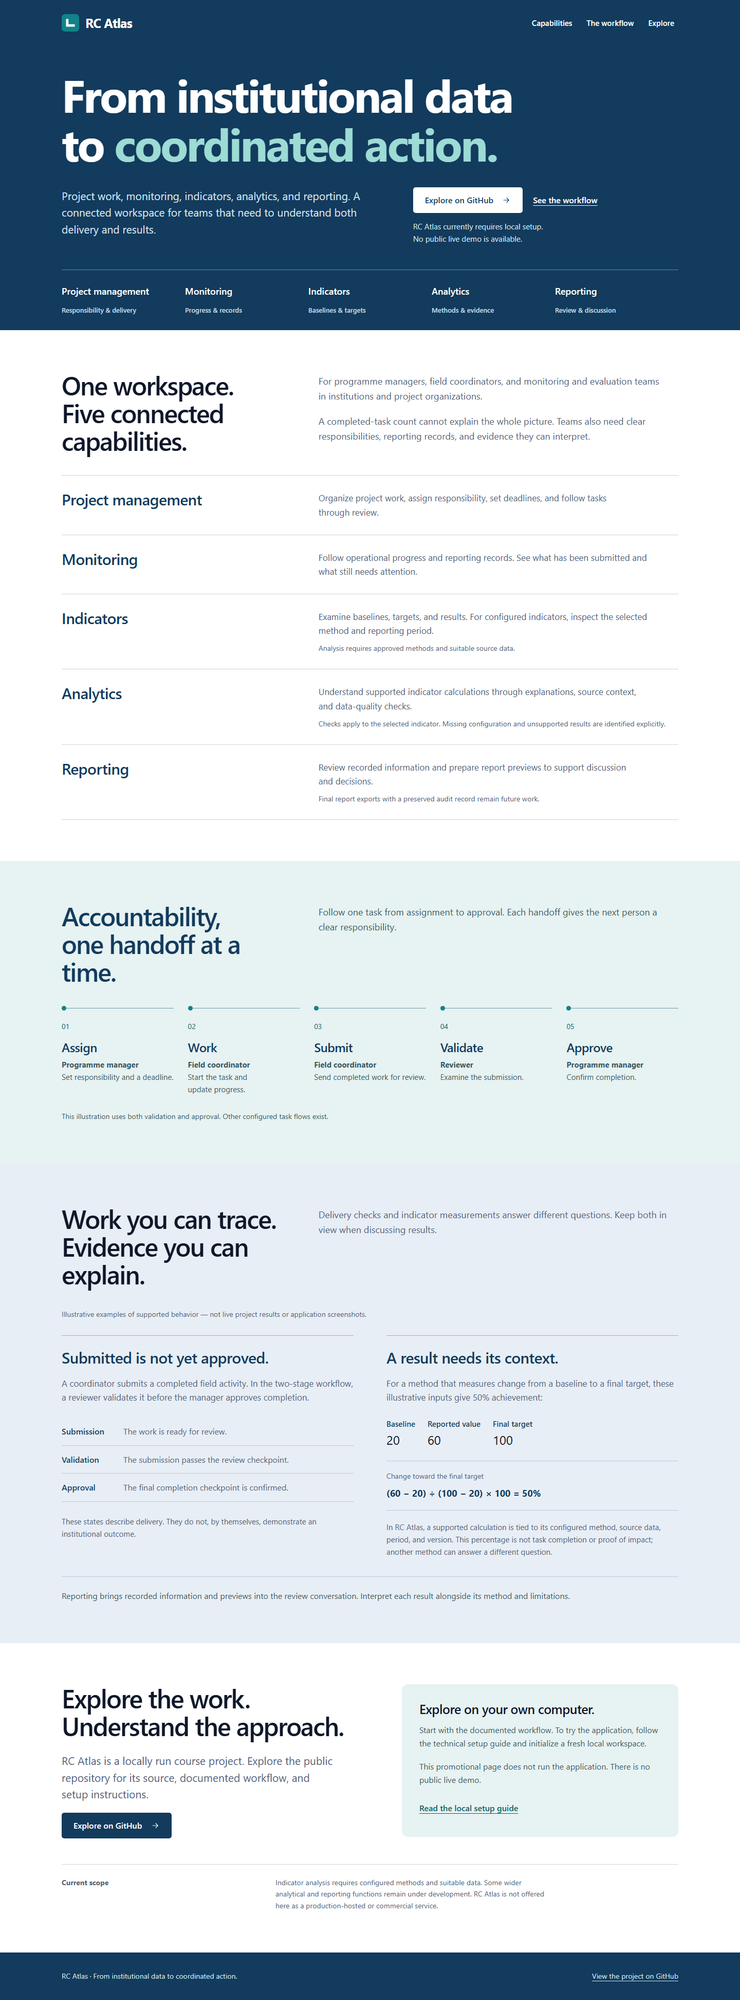 RC Atlas
Capabilities
The workflow
Explore
From institutional data
to coordinated action.
Project work, monitoring, indicators, analytics, and reporting. A
connected workspace for teams that need to understand both
delivery and results.
Explore on GitHub →
See the workflow
RC Atlas currently requires local setup.
No public live demo is available.
Project management
Responsibility & delivery
Monitoring
Progress & records
Indicators
Baselines & targets
Analytics
Methods & evidence
Reporting
Review & discussion
One workspace.
Five connected
capabilities.
For programme managers, field coordinators, and monitoring and evaluation teams
in institutions and project organizations.
A completed-task count cannot explain the whole picture. Teams also need clear
responsibilities, reporting records, and evidence they can interpret.
Project management
Organize project work, assign responsibility, set deadlines, and follow tasks
through review.
Monitoring
Follow operational progress and reporting records. See what has been submitted and
what still needs attention.
Indicators
Examine baselines, targets, and results. For configured indicators, inspect the selected
method and reporting period.
Analysis requires approved methods and suitable source data.
Analytics
Understand supported indicator calculations through explanations, source context,
and data-quality checks.
Checks apply to the selected indicator. Missing configuration and unsupported results are identified explicitly.
Reporting
Review recorded information and prepare report previews to support discussion
and decisions.
Final report exports with a preserved audit record remain future work.
Accountability,
one handoff at a
time.
Follow one task from assignment to approval. Each handoff gives the next person a
clear responsibility.
01
Assign
Programme manager
Set responsibility and a deadline.
02
Work
Field coordinator
Start the task and
update progress.
03
Submit
Field coordinator
Send completed work for review.
04
Validate
Reviewer
Examine the submission.
05
Approve
Programme manager
Confirm completion.
This illustration uses both validation and approval. Other configured task flows exist.
Work you can trace.
Evidence you can
explain.
Delivery checks and indicator measurements answer different questions. Keep both in
view when discussing results.
Illustrative examples of supported behavior — not live project results or application screenshots.
Submitted is not yet approved.
A coordinator submits a completed field activity. In the two-stage workflow,
a reviewer validates it before the manager approves completion.
Submission The work is ready for review.
Validation The submission passes the review checkpoint.
Approval The final completion checkpoint is confirmed.
These states describe delivery. They do not, by themselves, demonstrate an
institutional outcome.
A result needs its context.
For a method that measures change from a baseline to a final target, these
illustrative inputs give 50% achievement:
Baseline Reported value Final target
20 60 100
Change toward the final target
(60 − 20) ÷ (100 − 20) × 100 = 50%
In RC Atlas, a supported calculation is tied to its configured method, source data,
period, and version. This percentage is not task completion or proof of impact;
another method can answer a different question.
Reporting brings recorded information and previews into the review conversation. Interpret each result alongside its method and limitations.
Explore the work.
Understand the approach.
RC Atlas is a locally run course project. Explore the public
repository for its source, documented workflow, and
setup instructions.
Explore on GitHub →
Explore on your own computer.
Start with the documented workflow. To try the application, follow
the technical setup guide and initialize a fresh local workspace.
This promotional page does not run the application. There is no
public live demo.
Read the local setup guide
Current scope
Indicator analysis requires configured methods and suitable data. Some wider
analytical and reporting functions remain under development. RC Atlas is not offered
here as a production-hosted or commercial service.
RC Atlas · From institutional data to coordinated action.
View the project on GitHub